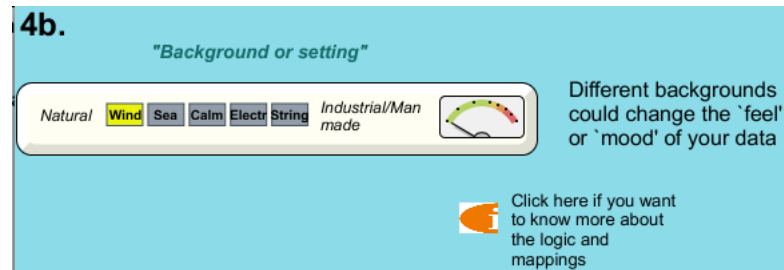 4b.
"Background or setting"
Natural Wind Sea Calm Electr String Industrial/Man
made
Different backgrounds
could change the `feel'
or `mood' of your data
i
Click here if you want
to know more about
the logic and
mappings